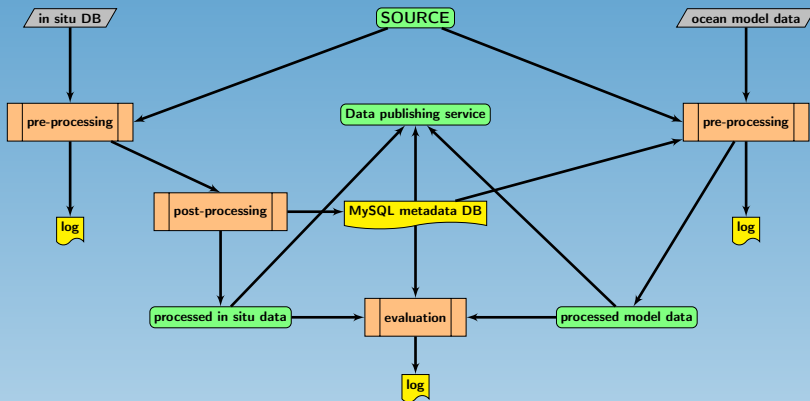 in situ DB
SOURCE
ocean model data
pre-processing
Data publishing service
pre-processing
post-processing
MySQL metadata DB
log
log
processed in situ data
evaluation
processed model data
log